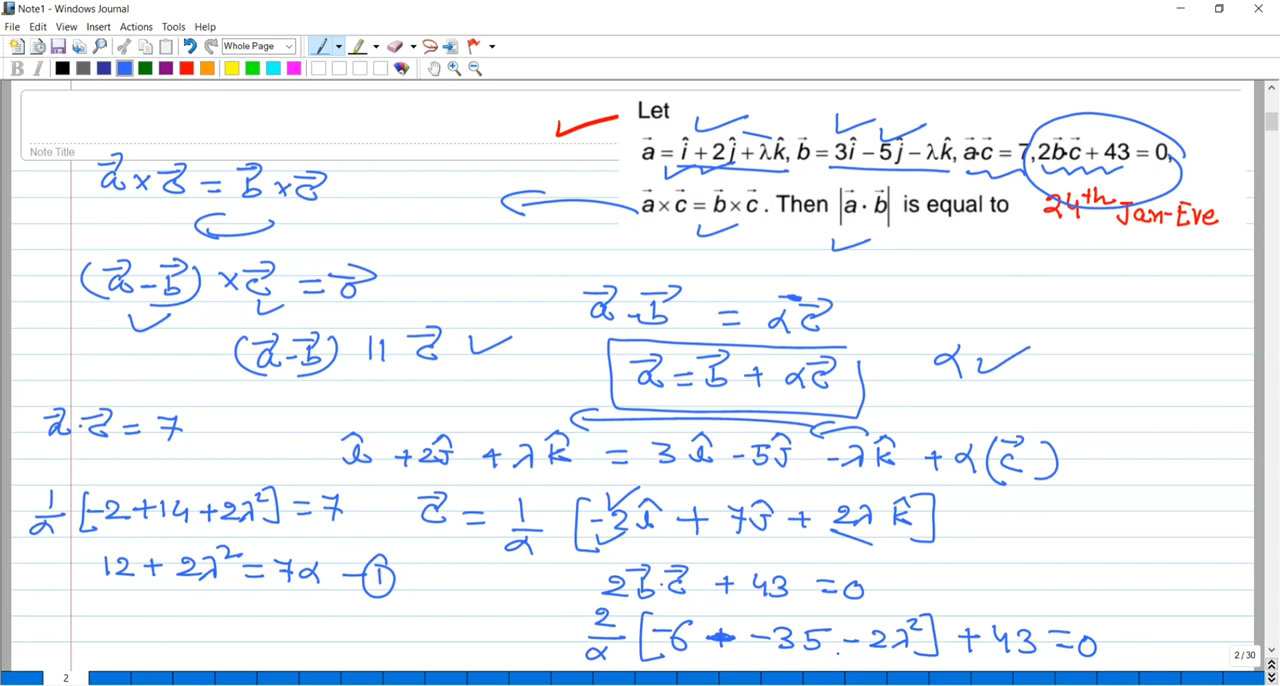 Note1 - Windows Journal
File Edit View Insert Actions Tools Help
Whole Page
B I
Note Title
Let
a⃗ = î + 2ĵ + λk̂, b⃗ = 3î − 5ĵ − λk̂, a⃗·c⃗ = 7, 2b⃗·c⃗ + 43 = 0,
a⃗ × c⃗ = b⃗ × c⃗. Then |a⃗ · b⃗| is equal to
24th Jan-Eve
a⃗ × c⃗ = b⃗ × c⃗
(a⃗ − b⃗) × c⃗ = 0⃗
(a⃗ − b⃗) || c⃗
a⃗ - b⃗ = αc⃗
a⃗ = b⃗ + αc⃗
α
a⃗·c⃗ = 7
î + 2ĵ + λk̂ = 3î − 5ĵ − λk̂ + α(c⃗)
1/α [−2 + 14 + 2λ²] = 7
c⃗ = 1/α [−2î + 7ĵ + 2λk̂]
12 + 2λ² = 7α − ①
2b⃗·c⃗ + 43 = 0
2/α [−6 − 35 − 2λ²] + 43 = 0
2 / 30
2